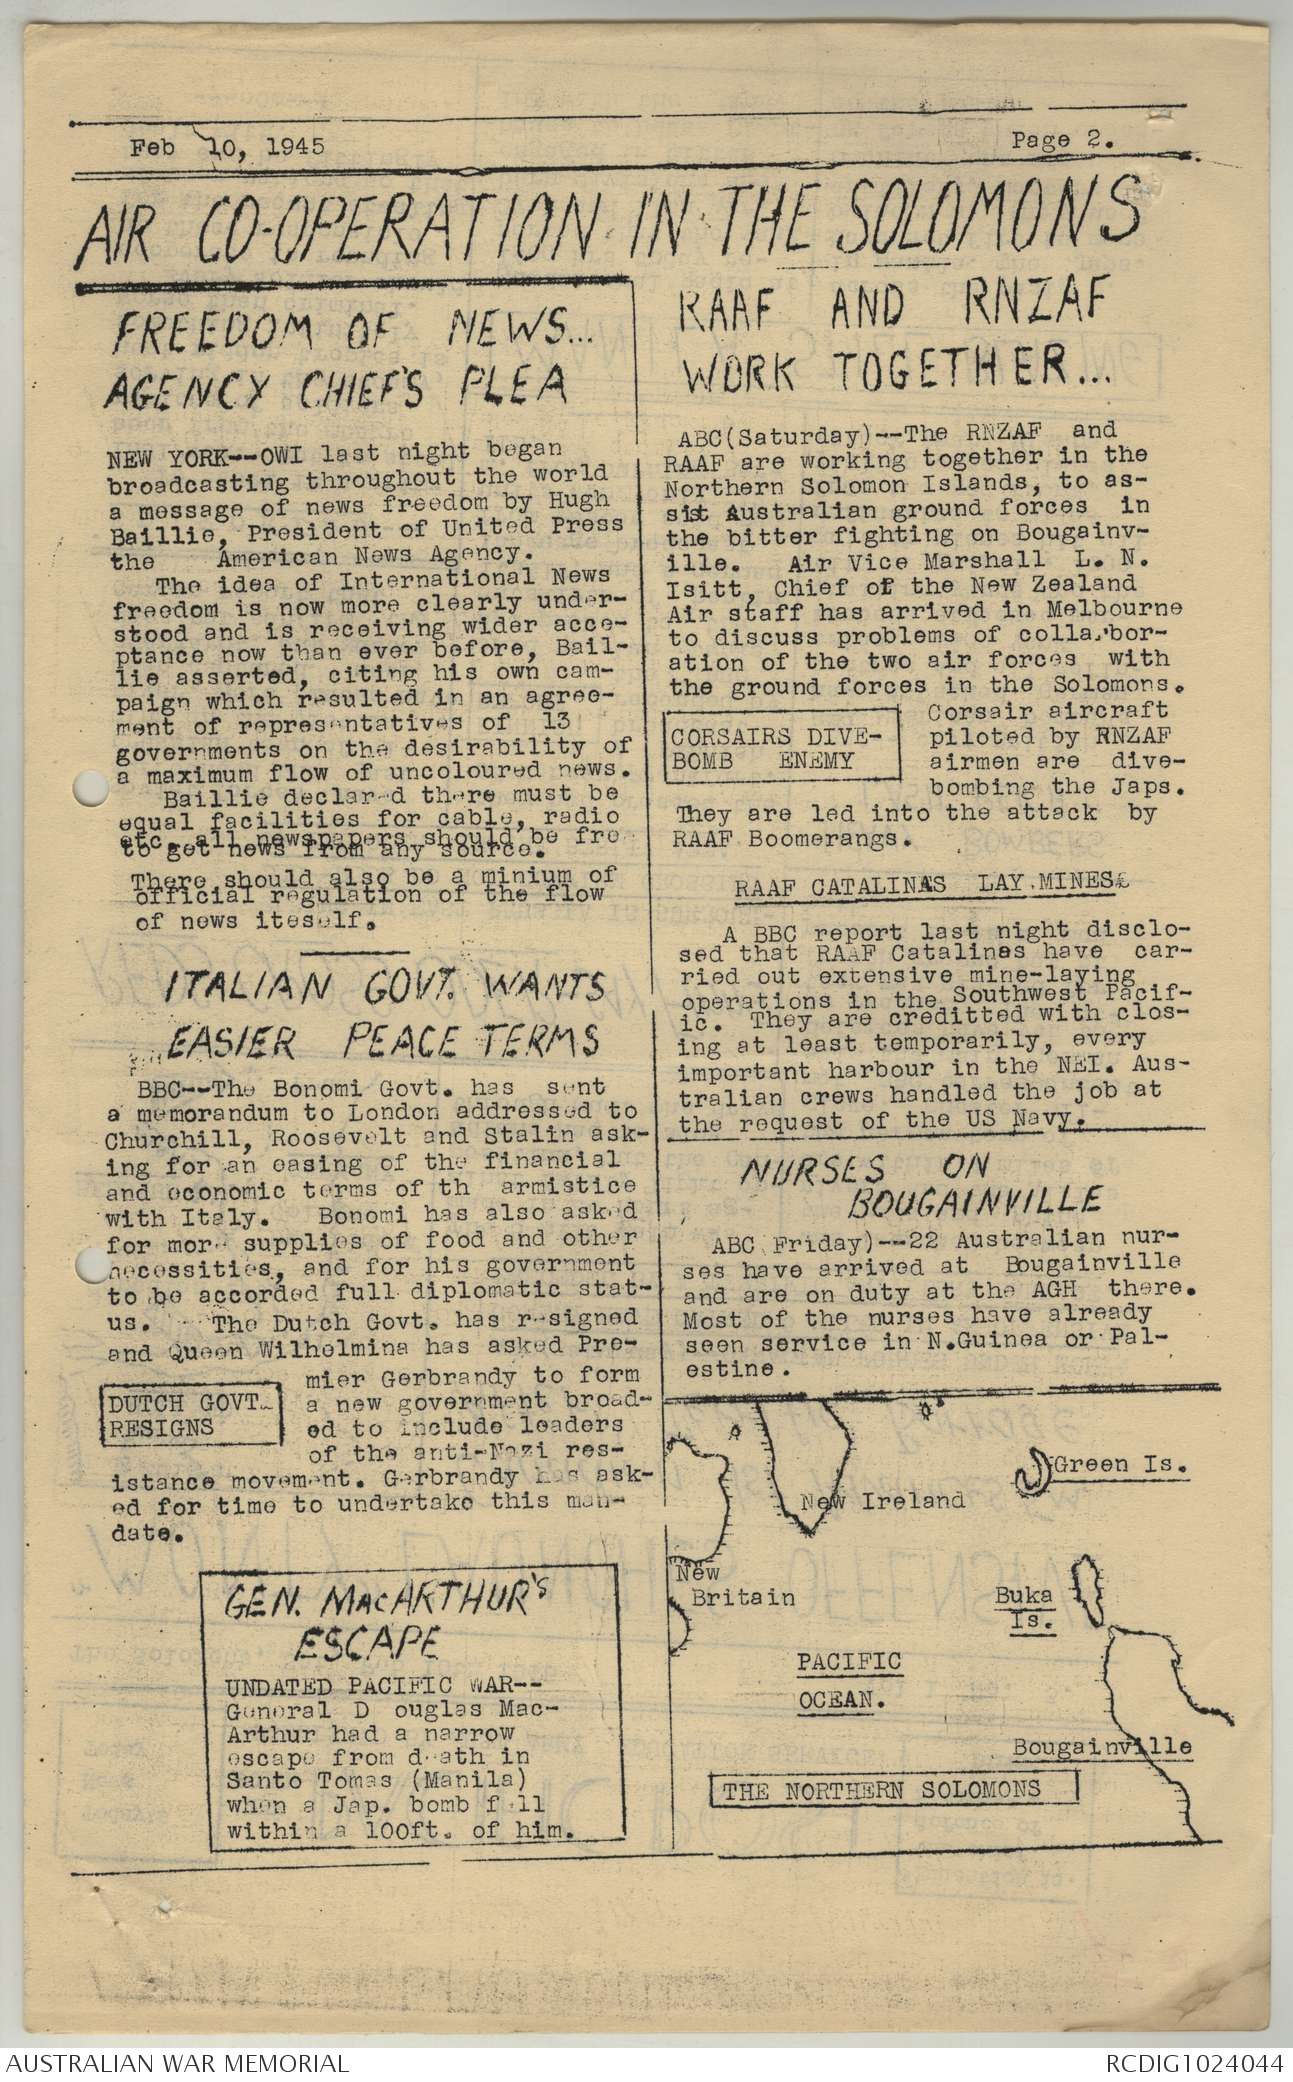 Feb 10, 1945
Page 2.
AIR CO-OPERATION IN THE SOLOMONS
FREEDOM OF NEWS...
AGENCY CHIEF'S PLEA
NEW YORK--OWI last night began
broadcasting throughout the world
a message of news freedom by Hugh
Baillie, President of United Press
the American News Agency.
The idea of International News
freedom is now more clearly under-
stood and is receiving wider acce-
ptance now than ever before, Bail-
lie asserted, citing his own cam-
paign which resulted in an agree-
ment of representatives of 13
governments on the desirability of
a maximum flow of uncoloured news.
Baillie declared there must be
equal facilities for cable, radio
etc. all newspapers should be free
to get news from any source.
There should also be a minium of
official regulation of the flow
of news iteself.
ITALIAN GOVT. WANTS
EASIER PEACE TERMS
BBC--The Bonomi Govt. has sent
a memorandum to London addressed to
Churchill, Roosevelt and Stalin ask-
ing for an easing of the financial
and economic terms of th armistice
with Italy. Bonomi has also asked
for more supplies of food and other
necessities, and for his government
to be accorded full diplomatic stat-
us. The Dutch Govt. has resigned
and Queen Wilhelmina has asked Pre-
mier Gerbrandy to form
DUTCH GOVT.
RESIGNS
a new government broad-
ed to include leaders
of the anti-Nazi res-
istance movement. Gerbrandy has ask-
ed for time to undertake this man-
date.
GEN. MACARTHUR'S
ESCAPE
UNDATED PACIFIC WAR--
General D ouglas Mac-
Arthur had a narrow
escape from death in
Santo Tomas (Manila)
when a Jap. bomb fell
within a 100ft. of him.
RAAF AND RNZAF
WORK TOGETHER...
ABC(Saturday)--The RNZAF and
RAAF are working together in the
Northern Solomon Islands, to as-
sist Australian ground forces in
the bitter fighting on Bougainv-
ille. Air Vice Marshall L. N.
Isitt, Chief of the New Zealand
Air staff has arrived in Melbourne
to discuss problems of collabor-
ation of the two air forces with
the ground forces in the Solomons.
CORSAIRS DIVE-
BOMB ENEMY
Corsair aircraft
piloted by RNZAF
airmen are dive-
bombing the Japs.
They are led into the attack by
RAAF Boomerangs.
RAAF CATALINAS LAY MINES
A BBC report last night disclo-
sed that RAAF Catalinas have car-
ried out extensive mine-laying
operations in the Southwest Pacif-
ic. They are creditted with clos-
ing at least temporarily, every
important harbour in the NEI. Aus-
tralian crews handled the job at
the request of the US Navy.
NURSES ON
BOUGAINVILLE
ABC Friday)--22 Australian nur-
ses have arrived at Bougainville
and are on duty at the AGH there.
Most of the nurses have already
seen service in N.Guinea or Pal-
estine.
Green Is.
New Ireland
New
Britain
Buka
Is.
PACIFIC
OCEAN.
Bougainville
THE NORTHERN SOLOMONS
AUSTRALIAN WAR MEMORIAL
RCDIG1024044